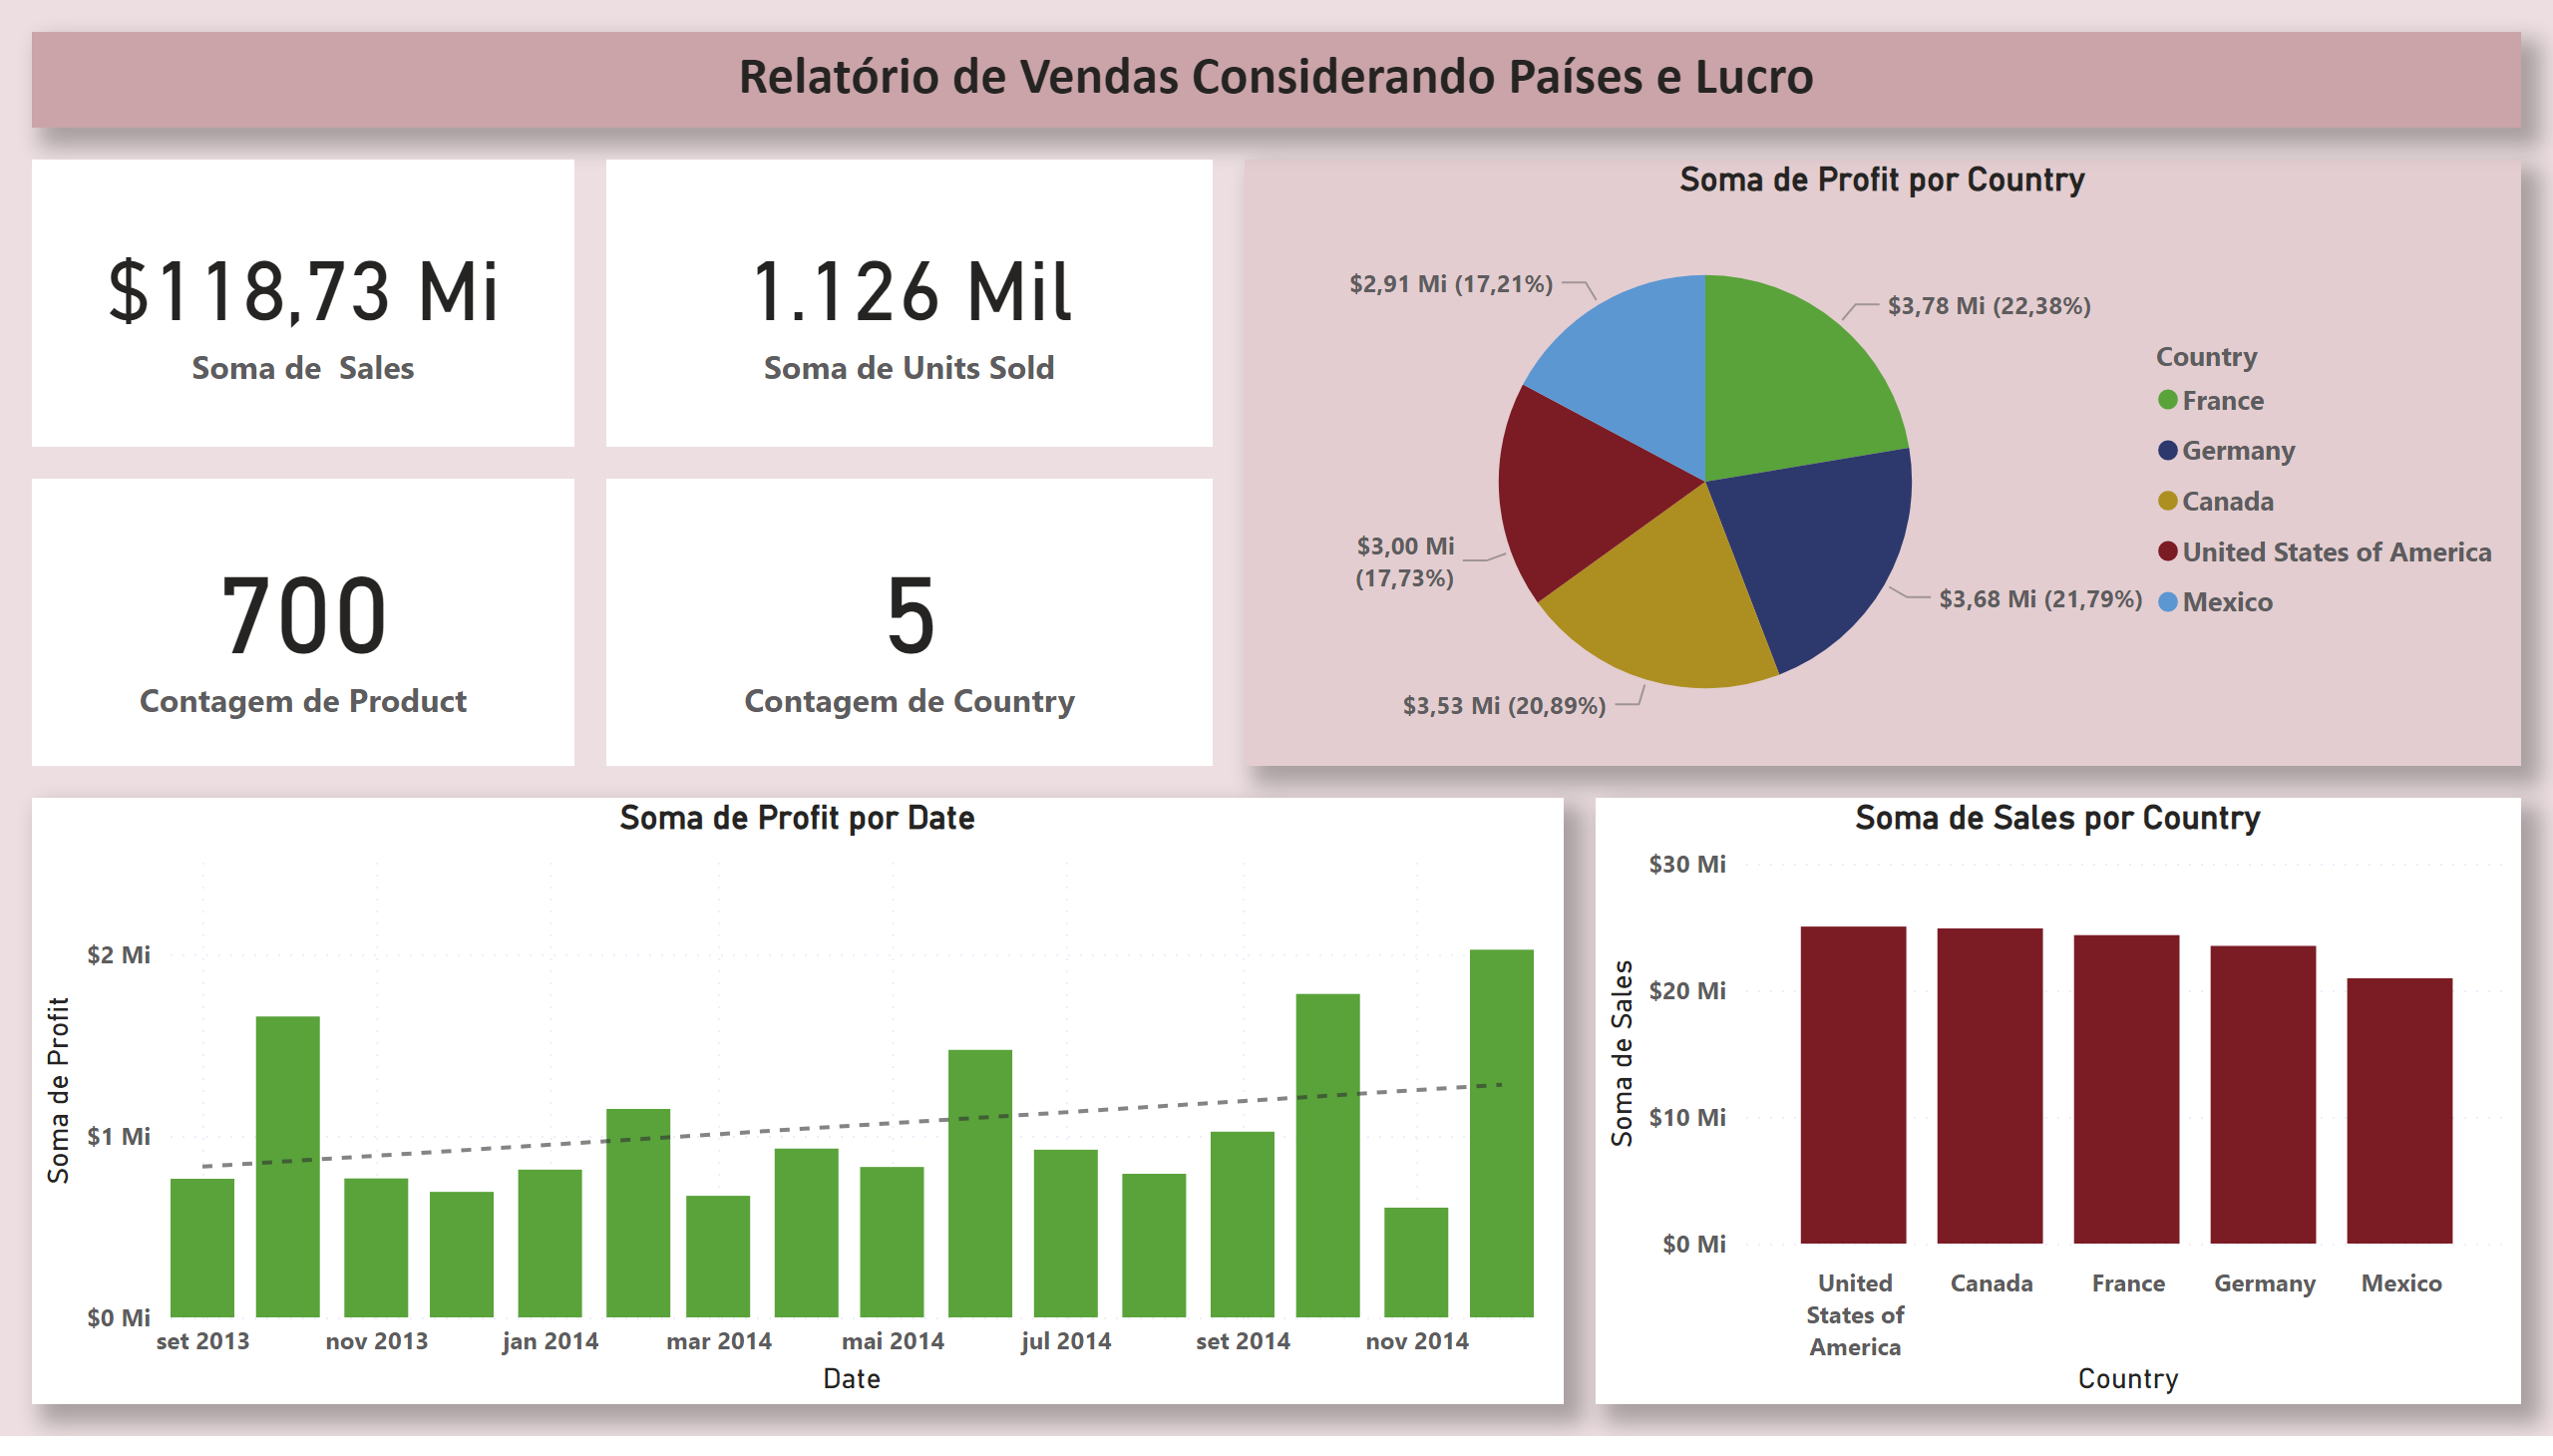 Relatório de Vendas Considerando Países e Lucro
$118,73 Mi
Soma de  Sales
1.126 Mil
Soma de Units Sold
700
Contagem de Product
5
Contagem de Country
Soma de Profit por Country
$2,91 Mi (17,21%)
$3,78 Mi (22,38%)
$3,00 Mi
(17,73%)
$3,68 Mi (21,79%)
$3,53 Mi (20,89%)
Country
France
Germany
Canada
United States of America
Mexico
Soma de Profit por Date
Soma de Profit
$2 Mi
$1 Mi
$0 Mi
set 2013
nov 2013
jan 2014
mar 2014
mai 2014
jul 2014
set 2014
nov 2014
Date
Soma de Sales por Country
Soma de Sales
$30 Mi
$20 Mi
$10 Mi
$0 Mi
United
States of
America
Canada
France
Germany
Mexico
Country